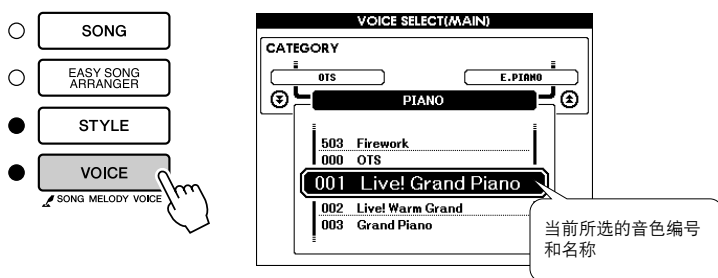 SONG
EASY SONG
ARRANGER
STYLE
VOICE
SONG MELODY VOICE
VOICE SELECT(MAIN)
CATEGORY
OTS
E.PIANO
PIANO
503 Firework
000 OTS
001 Live! Grand Piano
002 Live! Warm Grand
003 Grand Piano
当前所选的音色编号
和名称